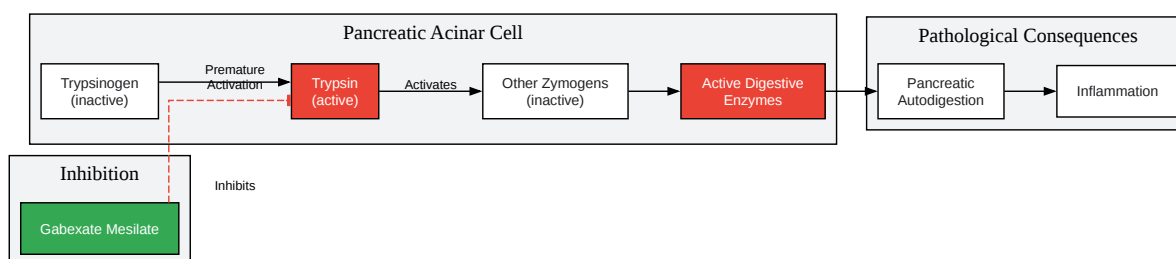 Pancreatic Acinar Cell
Trypsinogen
(inactive)
Premature
Activation
Trypsin
(active)
Activates
Other Zymogens
(inactive)
Active Digestive
Enzymes
Pathological Consequences
Pancreatic
Autodigestion
Inflammation
Inhibition
Gabexate Mesilate
Inhibits